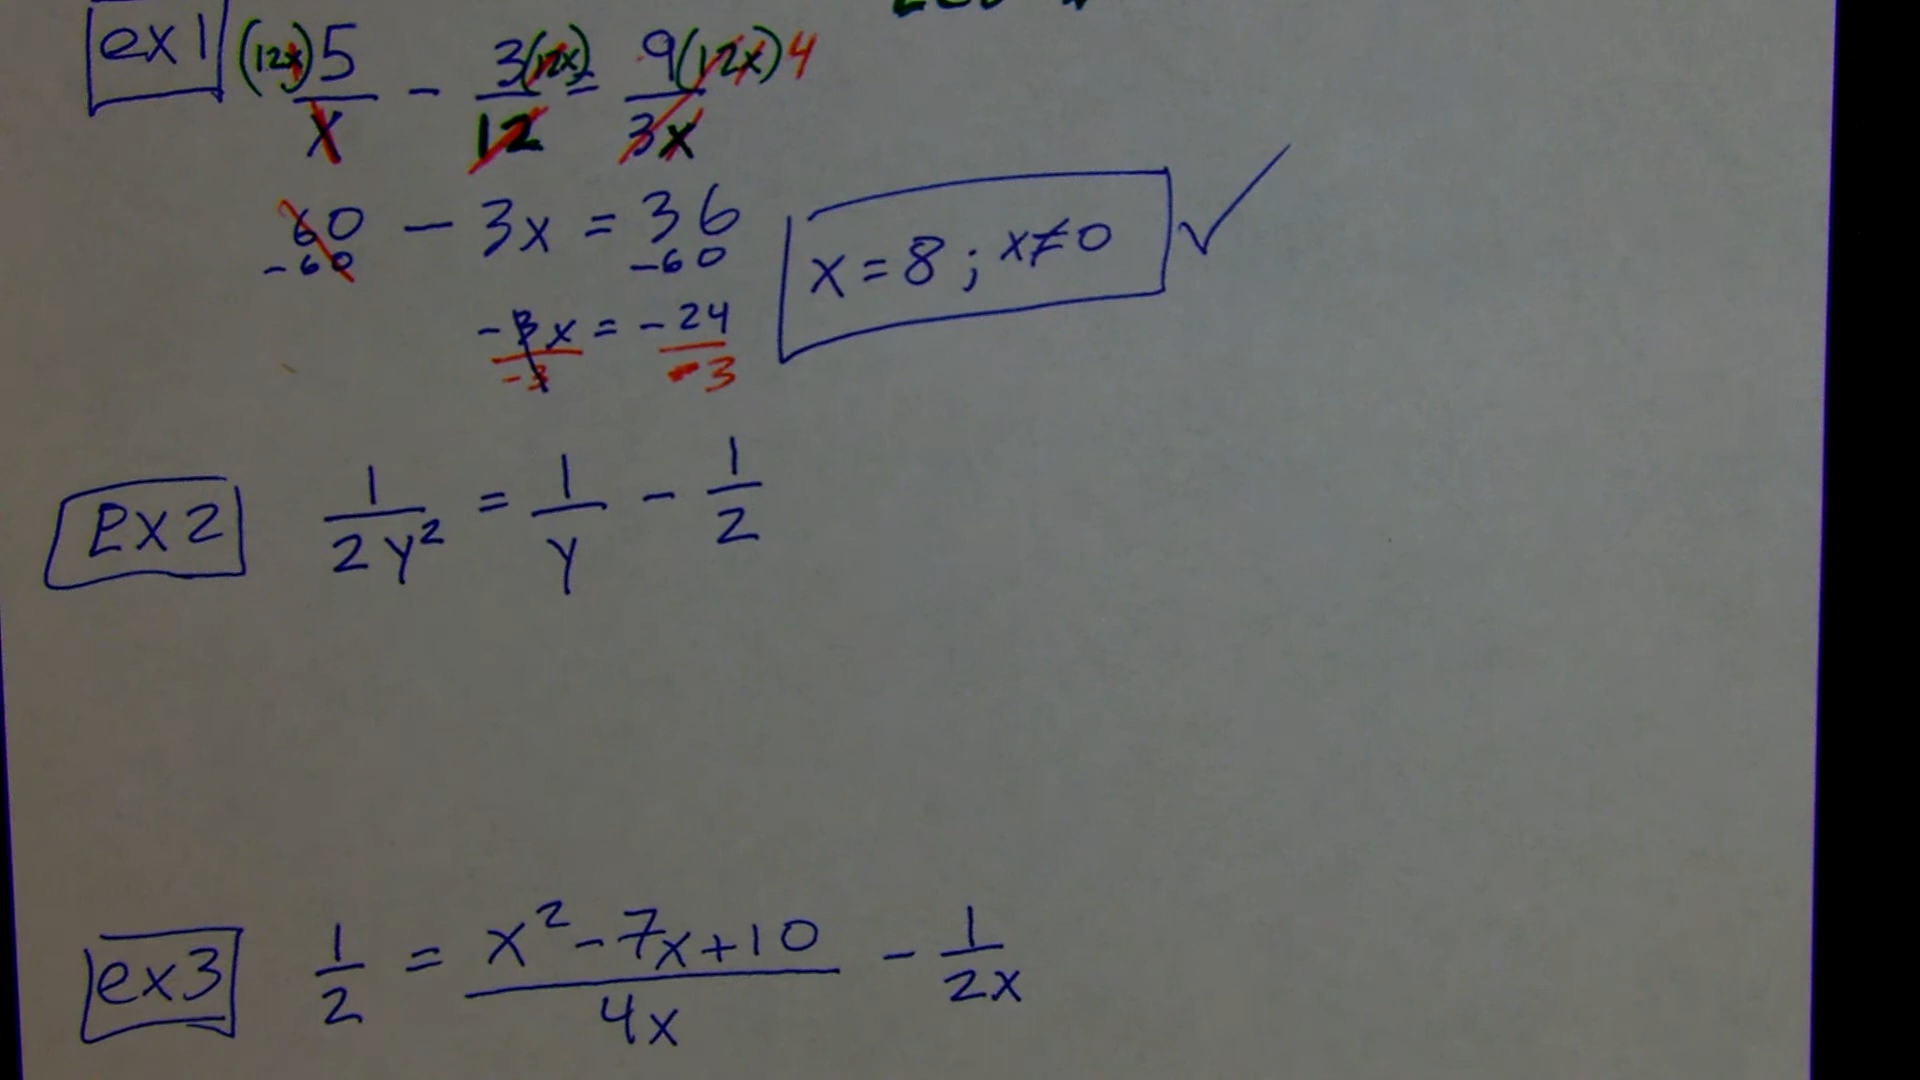 ex1 (12x)5/x - 3(12x)/12 = 9(12x)4/3x
60 - 3x = 36
-60 -60
-3x = -24
-3 -3
x = 8 ; x≠0 ✓
Ex2 1/2y² = 1/y - 1/2
ex3 1/2 = x²-7x+10/4x - 1/2x